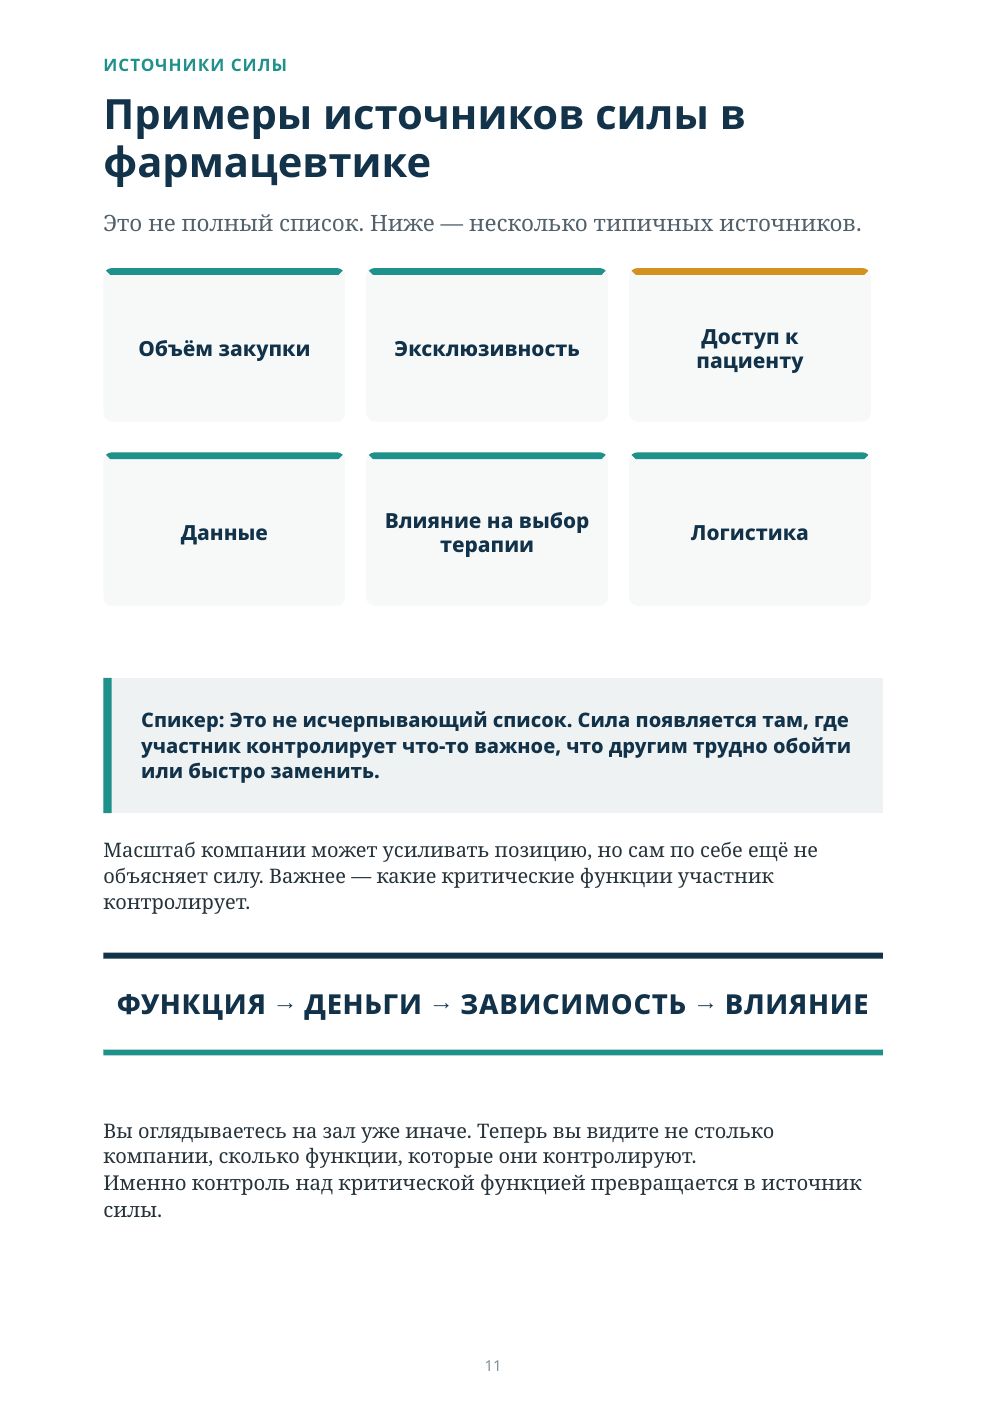 ИСТОЧНИКИ СИЛЫ
Примеры источников силы в
фармацевтике
Это не полный список. Ниже — несколько типичных источников.
Объём закупки
Эксклюзивность
Доступ к
пациенту
Данные
Влияние на выбор
терапии
Логистика
Спикер: Это не исчерпывающий список. Сила появляется там, где
участник контролирует что-то важное, что другим трудно обойти
или быстро заменить.
Масштаб компании может усиливать позицию, но сам по себе ещё не
объясняет силу. Важнее — какие критические функции участник
контролирует.
ФУНКЦИЯ → ДЕНЬГИ → ЗАВИСИМОСТЬ → ВЛИЯНИЕ
Вы оглядываетесь на зал уже иначе. Теперь вы видите не столько
компании, сколько функции, которые они контролируют.
Именно контроль над критической функцией превращается в источник
силы.
11